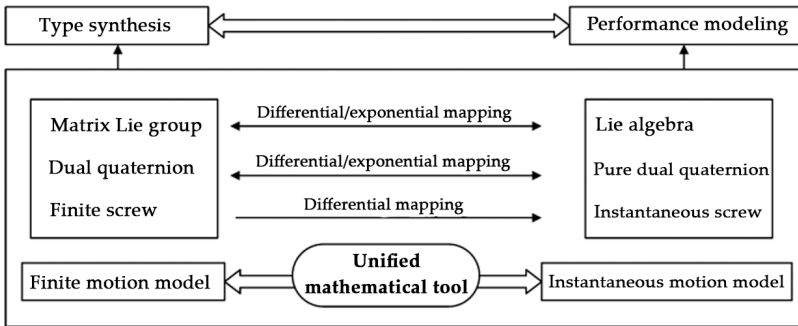 Type synthesis
Performance modeling
Matrix Lie group
Differential/exponential mapping
Lie algebra
Dual quaternion
Differential/exponential mapping
Pure dual quaternion
Finite screw
Differential mapping
Instantaneous screw
Finite motion model
Unified
mathematical tool
Instantaneous motion model